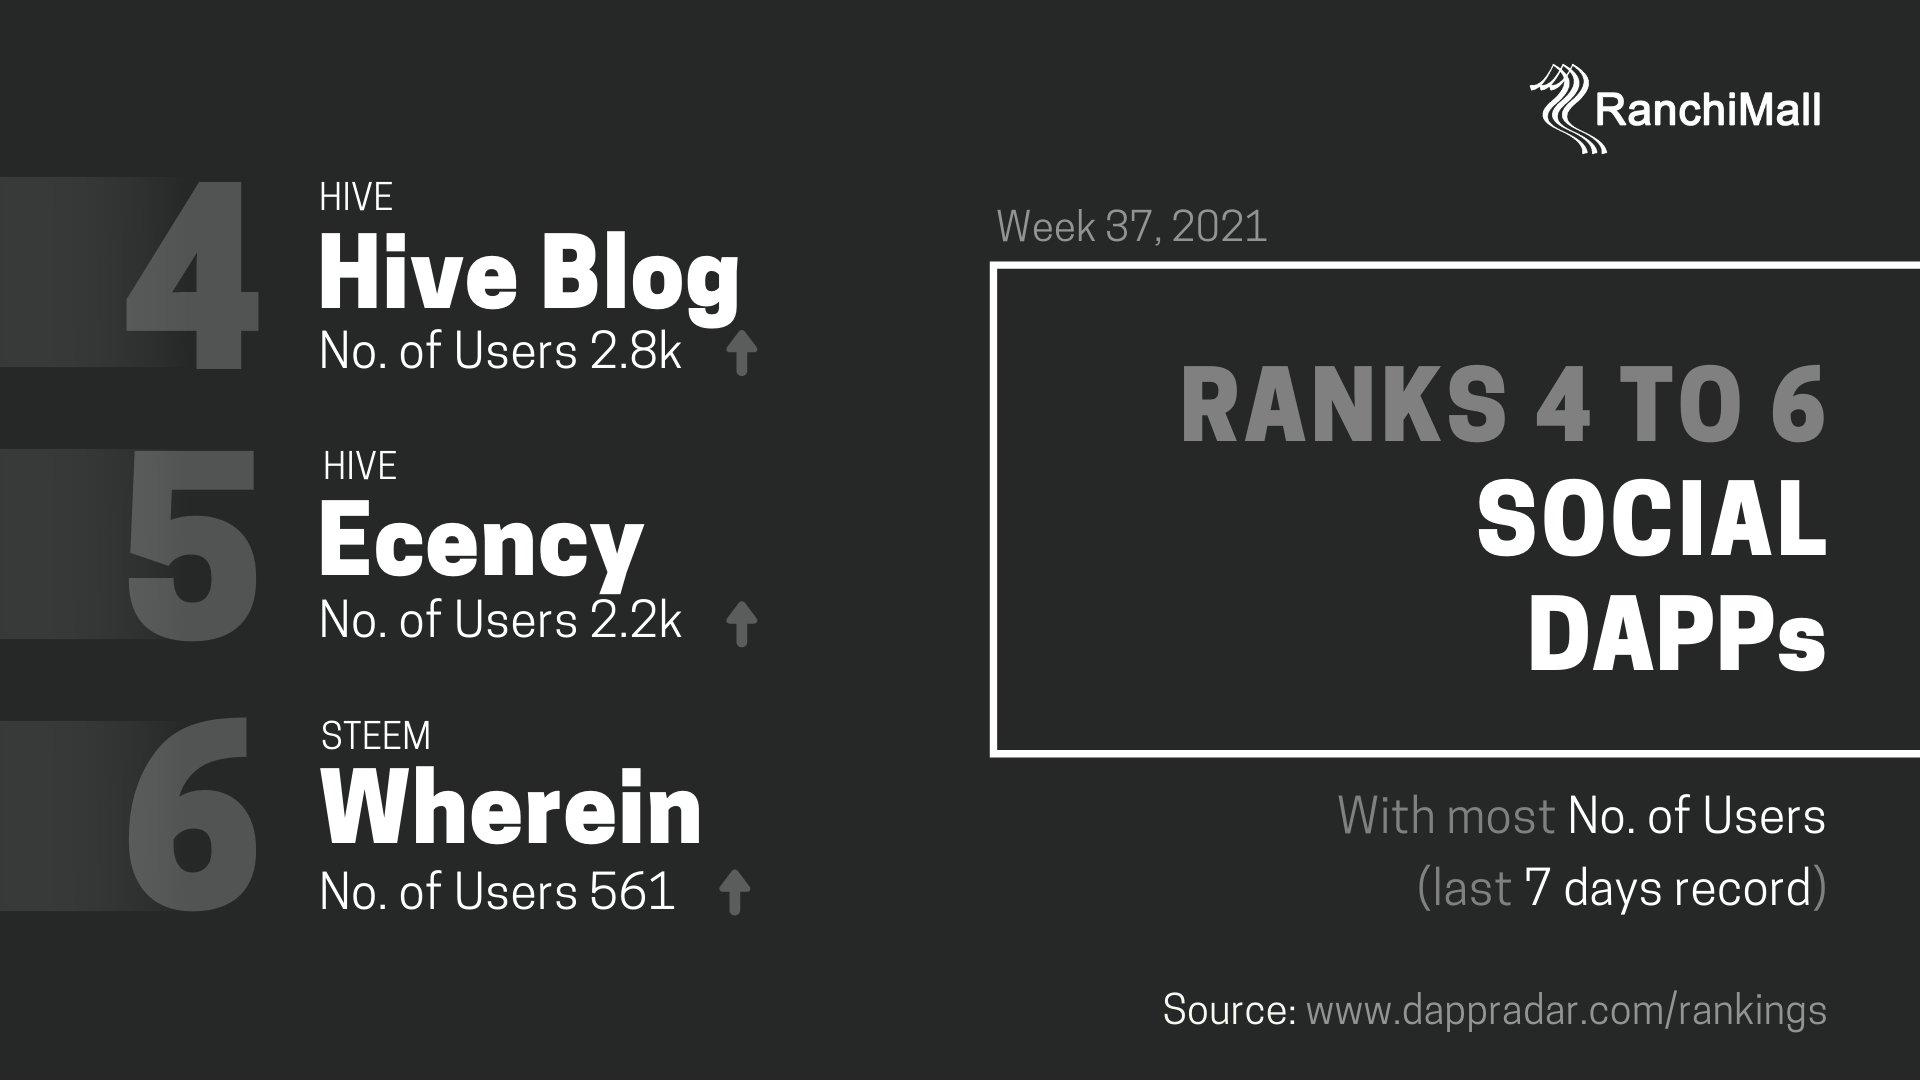 RanchiMall
4
HIVE
Hive Blog
No. of Users 2.8k
5
HIVE
Ecency
No. of Users 2.2k
6
STEEM
Wherein
No. of Users 561
Week 37, 2021
RANKS 4 TO 6
SOCIAL
DAPPs
With most No. of Users
(last 7 days record)
Source: www.dappradar.com/rankings